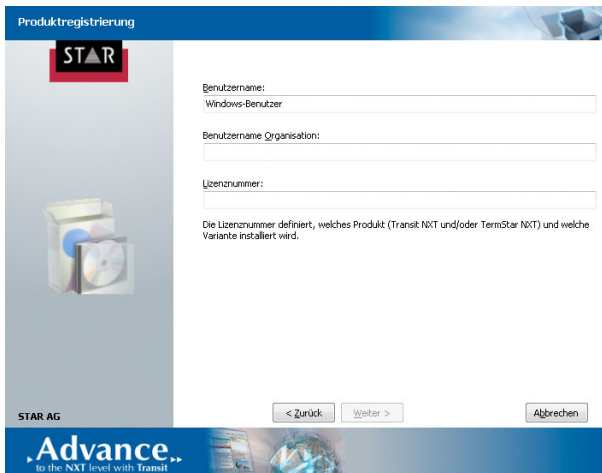 Produktregistrierung
STAR
Benutzername:
Windows-Benutzer
Benutzername Organisation:
Lizenznummer:
Die Lizenznummer definiert, welches Produkt (Transit NXT und/oder TermStar NXT) und welche
Variante installiert wird.
STAR AG
< Zurück
Weiter >
Abbrechen
Advance
to the NXT level with Transit